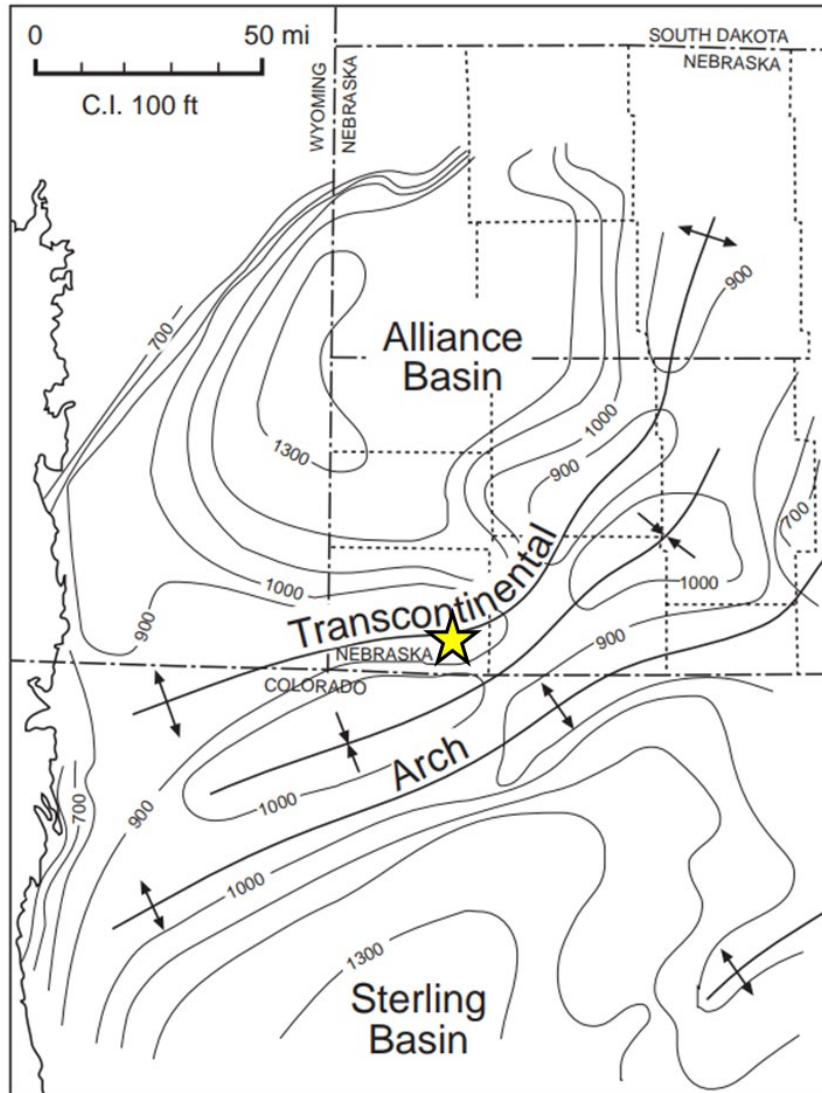 0 50 mi
C.I. 100 ft
SOUTH DAKOTA
NEBRASKA
WYOMING
NEBRASKA
700
900
Alliance
Basin
1300
1000
900
700
1000
1000
900
Transcontinental
900
NEBRASKA
COLORADO
Arch
700
900
1000
1000
1300
Sterling
Basin